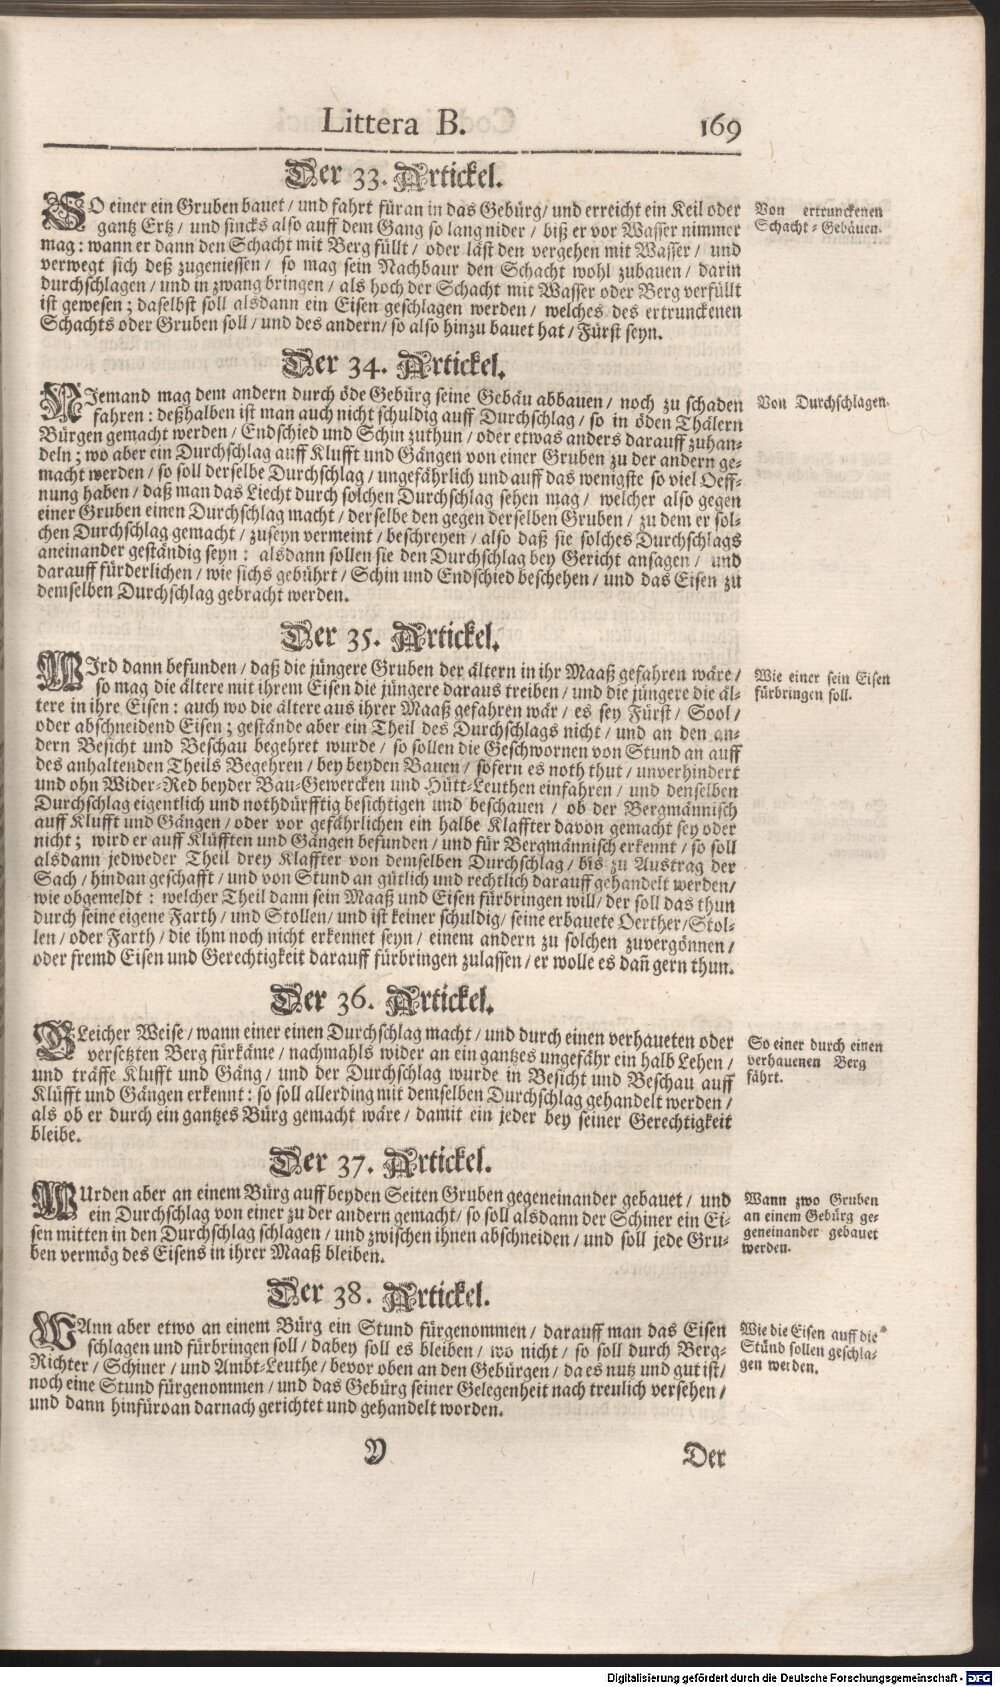 Littera B. 169
Der 33. Artickel.
SO einer ein Gruben bauet / und fahrt füran in das Gebürg / und erreicht ein Keil oder
gantz Ertz / und sincks also auff dem Gang so lang nider / biß er vor Wasser nimmer
mag: wann er dann den Schacht mit Berg füllt / oder läst den vergehen mit Wasser / und
verwegt sich deß zugeniessen / so mag sein Nachbaur den Schacht wohl zubauen / darin
durchschlagen / und in zwang bringen / als hoch der Schacht mit Wasser oder Berg verfüllt
ist gewesen; daselbst soll alsdann ein Eisen geschlagen werden / welches des ertrunckenen
Schachts oder Gruben soll / und des andern / so also hinzu bauet hat / Fürst seyn.
Von ertrunckenen
Schacht-Gebäuen.
Der 34. Artickel.
NIemand mag dem andern durch öde Gebürg seine Gebäu abbauen / noch zu schaden
fahren: deßhalben ist man auch nicht schuldig auff Durchschlag / so in öden Thälern
Bürgen gemacht werden / Endschied und Schin zuthun / oder etwas anders darauff zuhan-
deln; wo aber ein Durchschlag auff Klufft und Gängen von einer Gruben zu der andern ge-
macht werden / so soll derselbe Durchschlag / ungefährlich und auff das wenigste so viel Oeff-
nung haben / daß man das Liecht durch solchen Durchschlag sehen mag / welcher also gegen
einer Gruben einen Durchschlag macht / derselbe den gegen derselben Gruben / zu dem er sol-
chen Durchschlag gemacht / zuseyn vermeint / beschreyen / also daß sie solches Durchschlags
aneinander geständig seyn: alsdann sollen sie den Durchschlag bey Gericht ansagen / und
darauff fürderlichen / wie sichs gebührt / Schin und Endschied beschehen / und das Eisen zu
demselben Durchschlag gebracht werden.
Von Durchschlagen.
Der 35. Artickel.
WIrd dann befunden / daß die jüngere Gruben der ältern in ihr Maaß gefahren wäre /
so mag die ältere mit ihrem Eisen die jüngere daraus treiben / und die jüngere die äl-
tere in ihre Eisen: auch wo die ältere aus ihrer Maaß gefahren wär / es sey Fürst / Sool /
oder abschneidend Eisen; gestände aber ein Theil des Durchschlags nicht / und an den an-
dern Besicht und Beschau begehret wurde / so sollen die Geschwornen von Stund an auff
des anhaltenden Theils Begehren / bey beyden Bauen / sofern es noth thut / unverhindert
und ohn Wider-Red beyder Bau-Gewercken und Hütt-Leuthen einfahren / und denselben
Durchschlag eigentlich und nothdürfftig besichtigen und beschauen / ob der Bergmännisch
auff Klufft und Gängen / oder vor gefährlichen ein halbe Klaffter davon gemacht sey oder
nicht; wird er auff Klüfften und Gängen befunden / und für Bergmännisch erkennt / so soll
alsdann jedweder Theil drey Klaffter von demselben Durchschlag / bis zu Austrag der
Sach / hindan geschafft / und von Stund an gütlich und rechtlich darauff gehandelt werden /
wie obgemeldt: welcher Theil dann sein Maaß und Eisen fürbringen will / der soll das thun
durch seine eigene Farth / und Stollen / und ist keiner schuldig / seine erbauete Oerther / Stol-
len / oder Farth / die ihm noch nicht erkennet seyn / einem andern zu solchen zuvergönnen /
oder fremd Eisen und Gerechtigkeit darauff fürbringen zulassen / er wolle es dañ gern thun.
Wie einer sein Eisen
fürbringen soll.
Der 36. Artickel.
GLeicher Weise / wann einer einen Durchschlag macht / und durch einen verhaueten oder
versetzten Berg fürkäme / nachmahls wider an ein gantzes ungefähr ein halb Lehen /
und träffe Klufft und Gäng / und der Durchschlag wurde in Besicht und Beschau auff
Klüfft und Gängen erkennt: so soll allerding mit demselben Durchschlag gehandelt werden /
als ob er durch ein gantzes Bürg gemacht wäre / damit ein jeder bey seiner Gerechtigkeit
bleibe.
So einer durch einen
verhauenen Berg
fährt.
Der 37. Artickel.
WUrden aber an einem Bürg auff beyden Seiten Gruben gegeneinander gebauet / und
ein Durchschlag von einer zu der andern gemacht / so soll alsdann der Schiner ein Ei-
sen mitten in den Durchschlag schlagen / und zwischen ihnen abschneiden / und soll jede Gru-
ben vermög des Eisens in ihrer Maaß bleiben.
Wann zwo Gruben
an einem Gebürg ge-
geneinander gebauet
werden.
Der 38. Artickel.
WAnn aber etwo an einem Bürg ein Stund fürgenommen / darauff man das Eisen
schlagen und fürbringen soll / dabey soll es bleiben / wo nicht / so soll durch Berg-
Richter / Schiner / und Ambt-Leuthe / bevor oben an den Gebürgen / da es nutz und gut ist /
noch eine Stund fürgenommen / und das Gebürg seiner Gelegenheit nach treulich versehen /
und dann hinfüroan darnach gerichtet und gehandelt worden.
Wie die Eisen auff die
Stünd sollen geschla-
gen werden.
Y Der
Digitalisierung gefördert durch die Deutsche Forschungsgemeinschaft - DFG